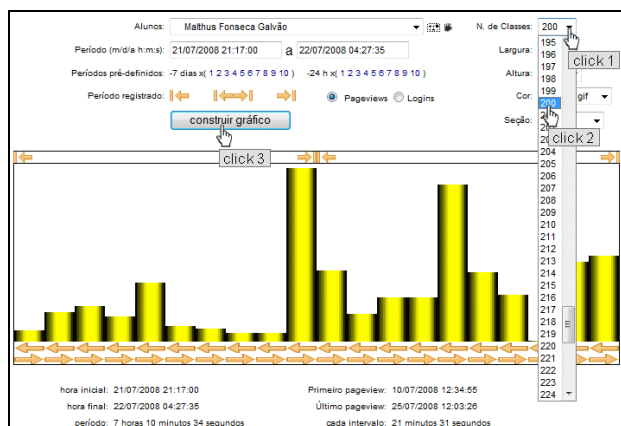 Alunos: Malthus Fonseca Galvão N. de Classes: 200
Período (m/d/a h:m:s): 21/07/2008 21:17:00 a 22/07/2008 04:27:35 Largura:
Períodos pré-definidos: -7 dias x( 1 2 3 4 5 6 7 8 9 10 ) -24 h x( 1 2 3 4 5 6 7 8 9 10 ) Altura:
Período registrado: Pageviews Logins Cor: gif
construir gráfico Seção:
click 1
click 2
click 3
195
196
197
198
199
200
204
205
206
207
208
209
210
211
212
213
214
215
216
217
218
219
220
221
222
223
224
hora inicial: 21/07/2008 21:17:00 Primeiro pageview: 10/07/2008 12:34:55
hora final: 22/07/2008 04:27:35 Último pageview: 25/07/2008 12:03:26
período: 7 horas 10 minutos 34 segundos cada intervalo: 21 minutos 31 segundos